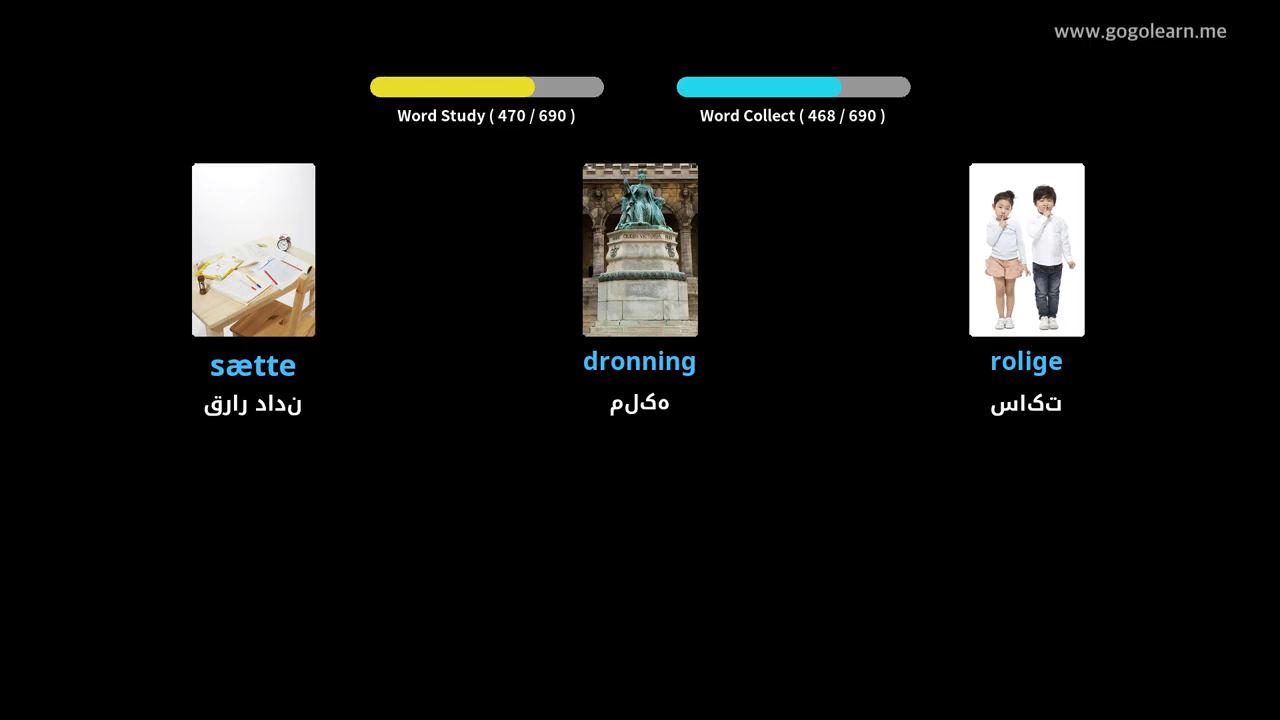 www.gogolearn.me
Word Study ( 470 / 690 )
Word Collect ( 468 / 690 )
sætte
dronning
rolige
قرار دادن
ملکه
ساکت